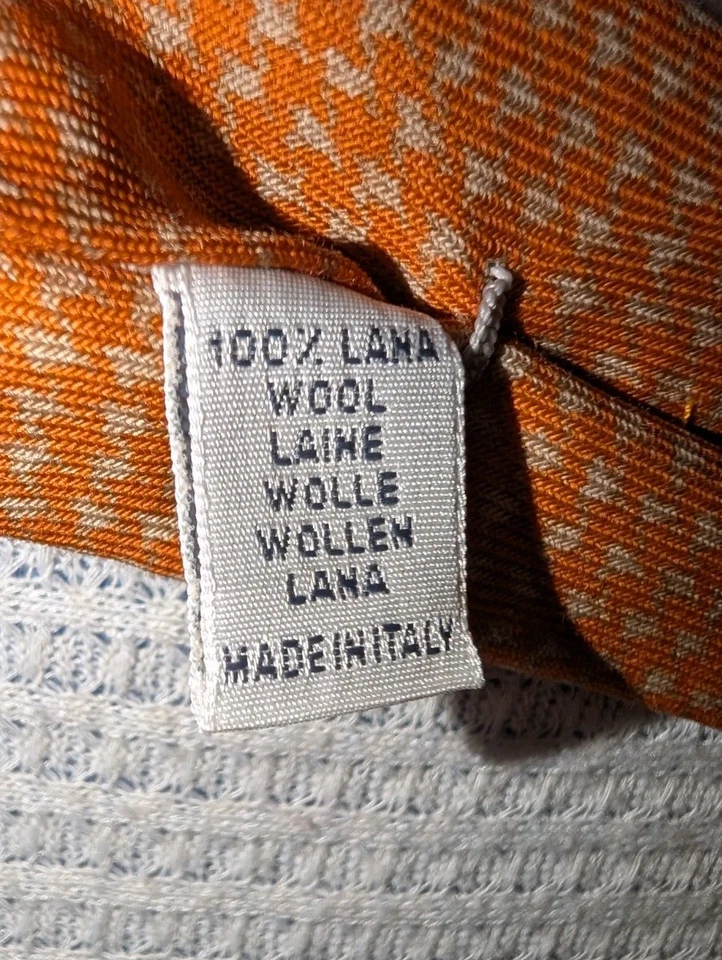 100% LANA
WOOL
LAINE
WOLLE
WOLLEN
LANA
MADE IN ITALY